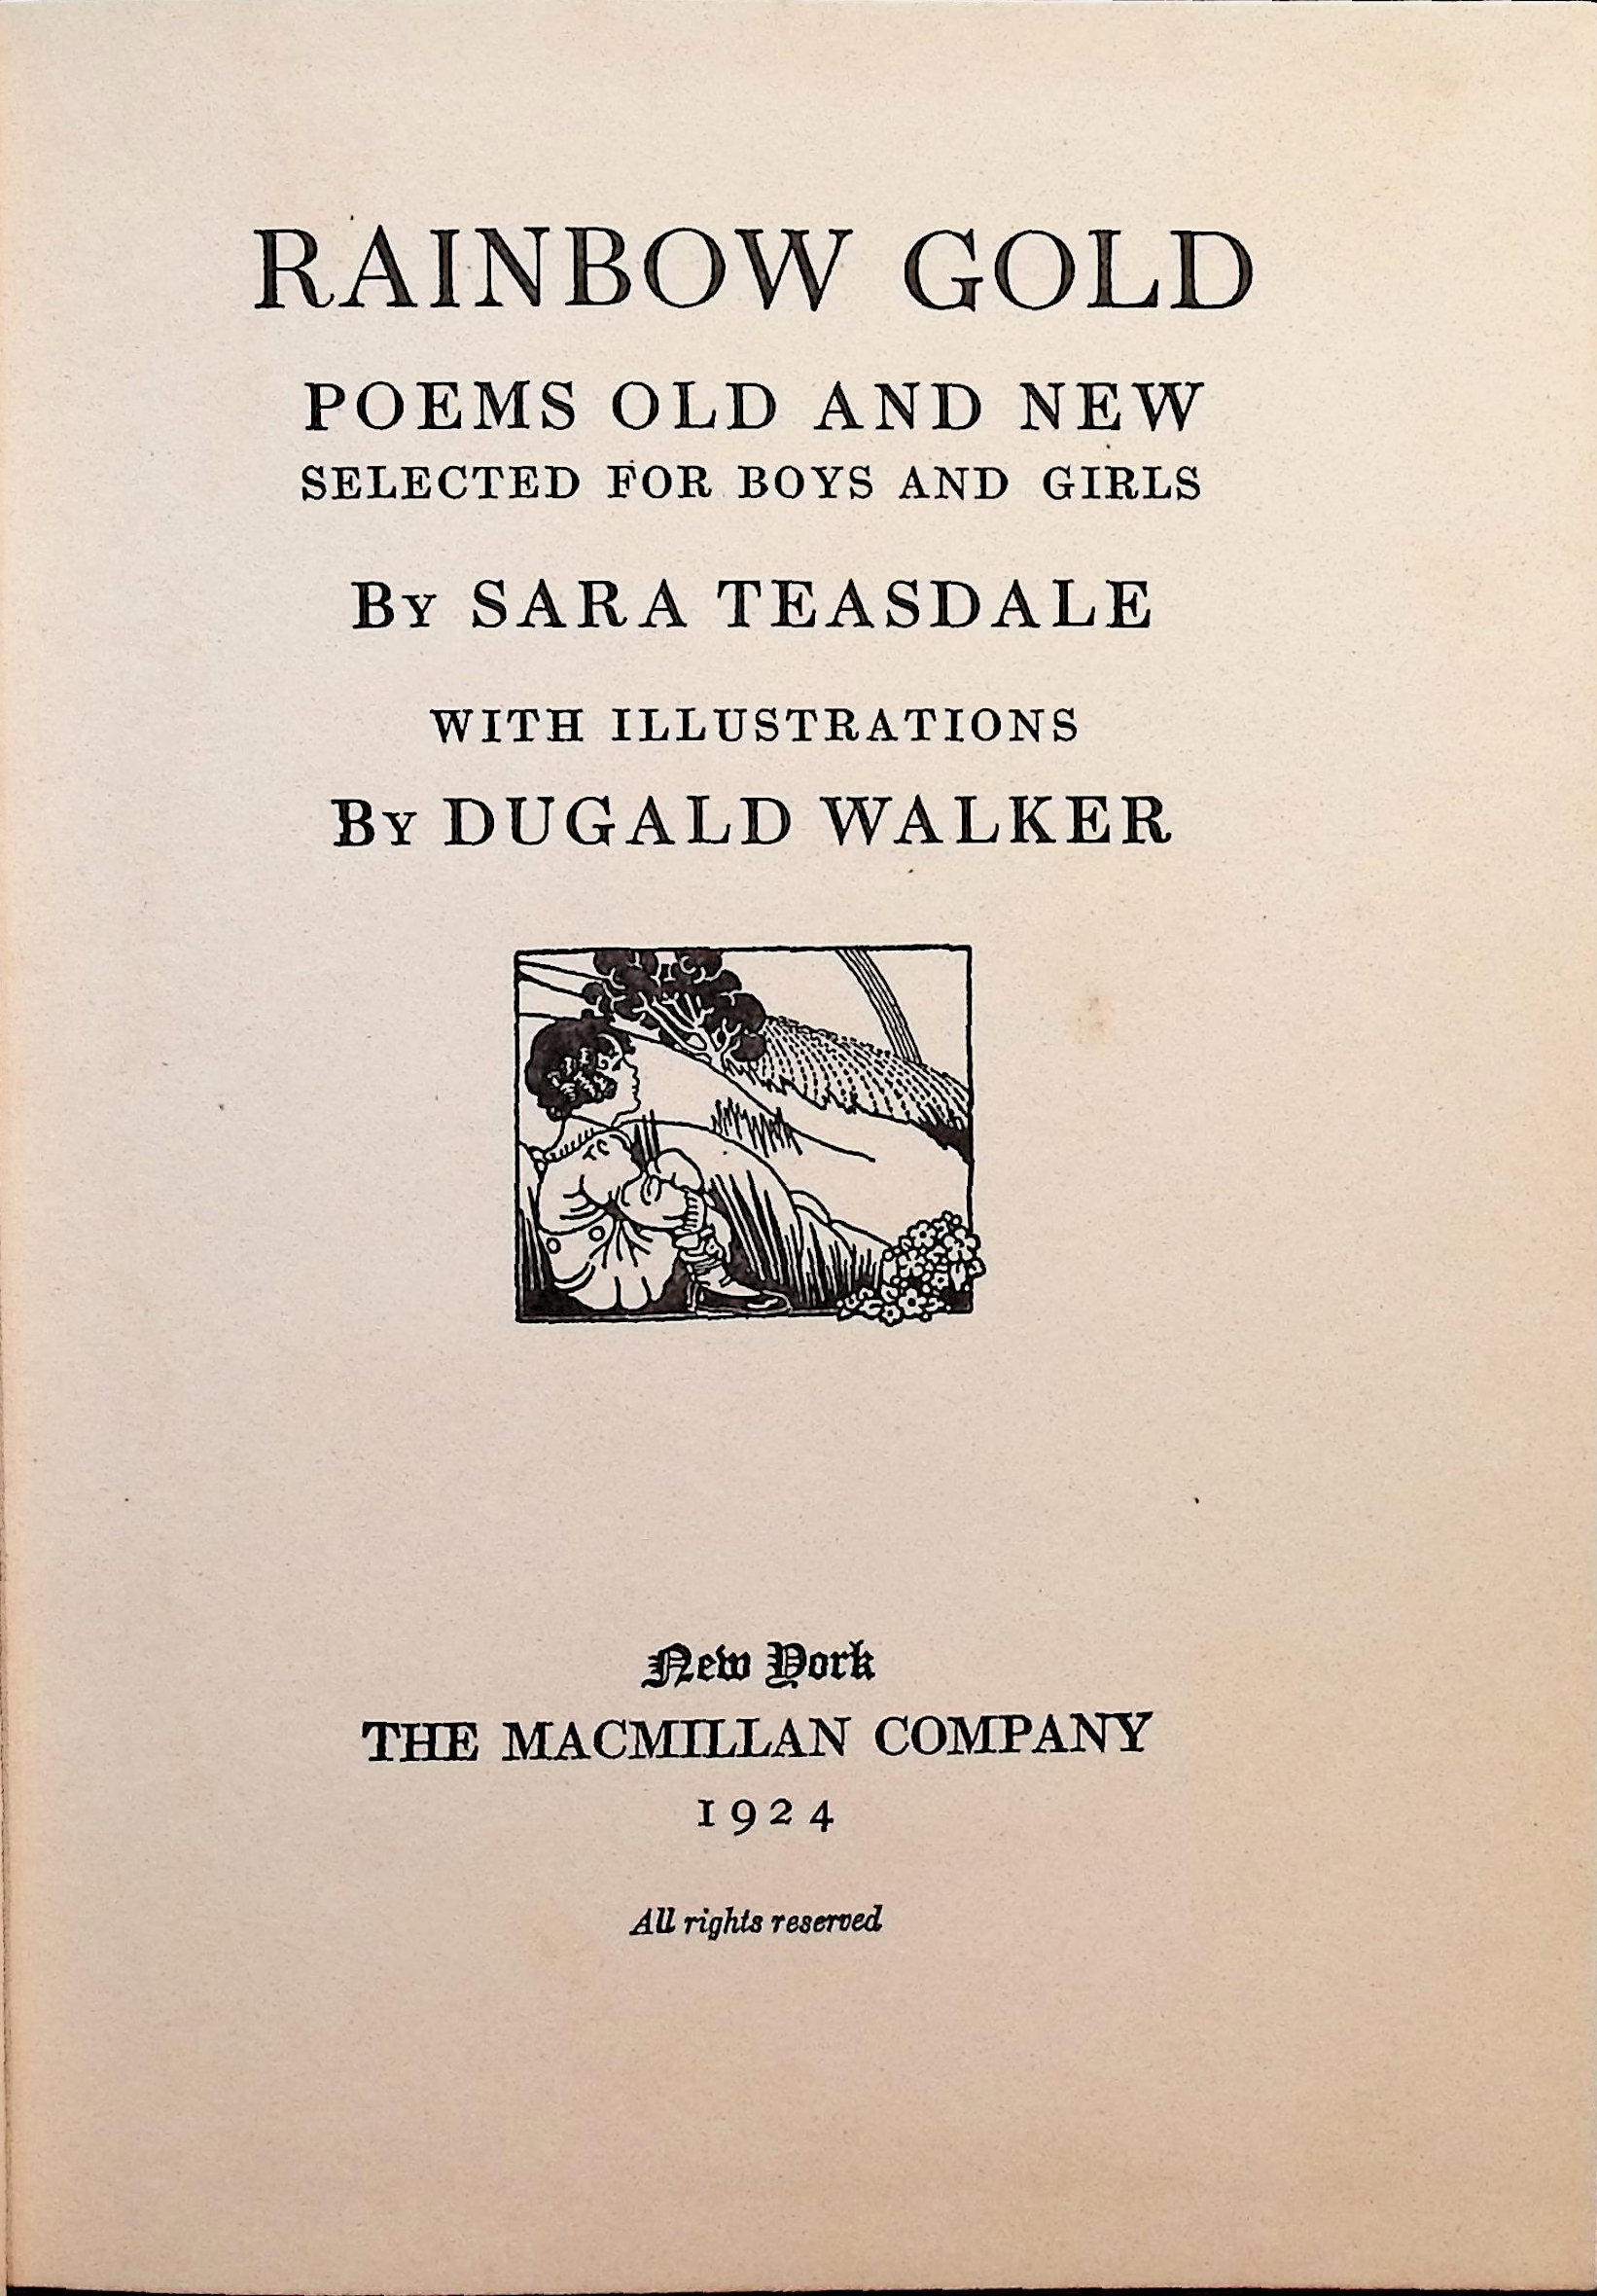 RAINBOW GOLD
POEMS OLD AND NEW
SELECTED FOR BOYS AND GIRLS
By SARA TEASDALE
WITH ILLUSTRATIONS
By DUGALD WALKER
New York
THE MACMILLAN COMPANY
1924
All rights reserved